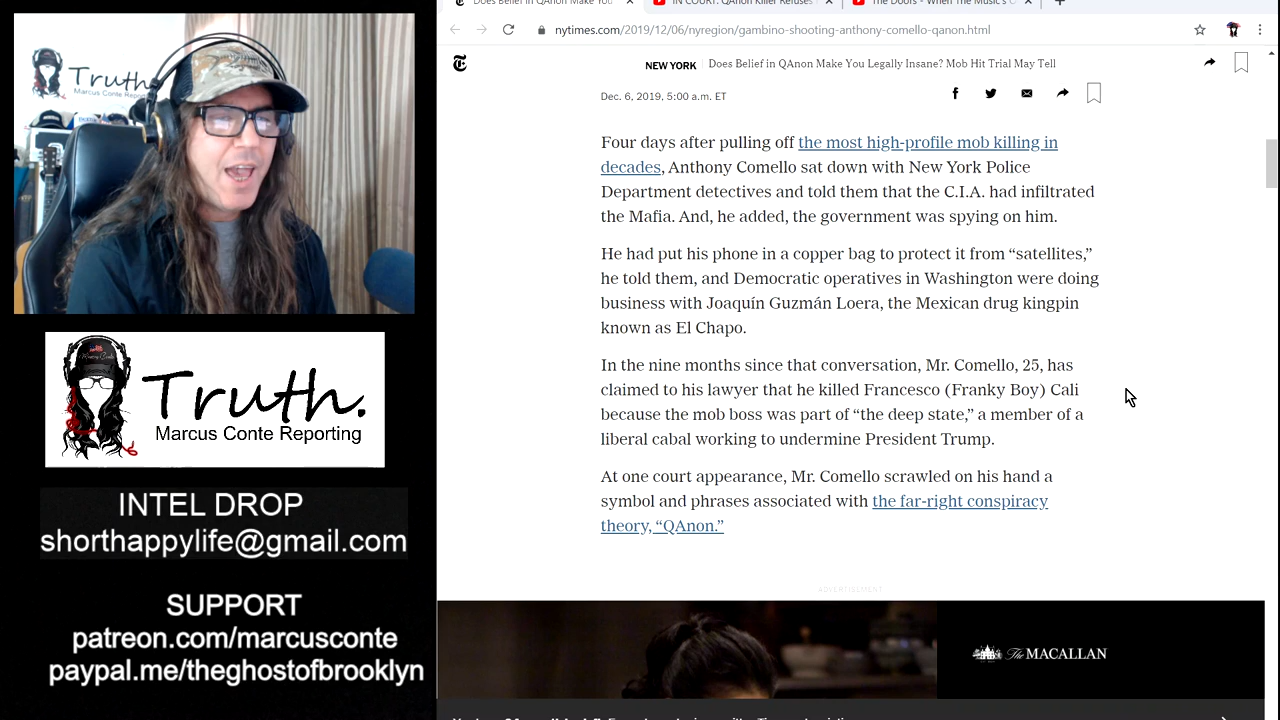 Does Belief in QAnon Make You
IN COURT: QAnon Killer Refuses
The Doors - When The Music's
nytimes.com/2019/12/06/nyregion/gambino-shooting-anthony-comello-qanon.html
NEW YORK Does Belief in QAnon Make You Legally Insane? Mob Hit Trial May Tell
Dec. 6, 2019, 5:00 a.m. ET
Four days after pulling off the most high-profile mob killing in
decades, Anthony Comello sat down with New York Police
Department detectives and told them that the C.I.A. had infiltrated
the Mafia. And, he added, the government was spying on him.
He had put his phone in a copper bag to protect it from “satellites,”
he told them, and Democratic operatives in Washington were doing
business with Joaquín Guzmán Loera, the Mexican drug kingpin
known as El Chapo.
In the nine months since that conversation, Mr. Comello, 25, has
claimed to his lawyer that he killed Francesco (Franky Boy) Cali
because the mob boss was part of “the deep state,” a member of a
liberal cabal working to undermine President Trump.
At one court appearance, Mr. Comello scrawled on his hand a
symbol and phrases associated with the far-right conspiracy
theory, “QAnon.”
ADVERTISEMENT
The MACALLAN
Truth.
Marcus Conte Reporting
Truth.
Marcus Conte Reporting
INTEL DROP
shorthappylife@gmail.com
SUPPORT
patreon.com/marcusconte
paypal.me/theghostofbrooklyn